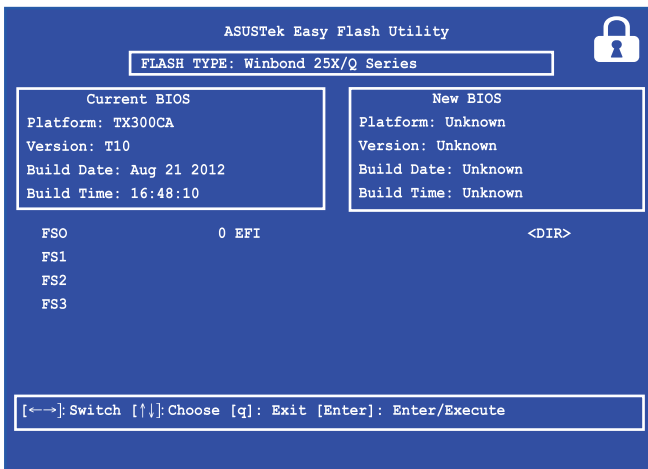 ASUSTek Easy Flash Utility
FLASH TYPE: Winbond 25X/Q Series
Current BIOS
Platform: TX300CA
Version: T10
Build Date: Aug 21 2012
Build Time: 16:48:10
New BIOS
Platform: Unknown
Version: Unknown
Build Date: Unknown
Build Time: Unknown
FSO 0 EFI <DIR>
FS1
FS2
FS3
[←→]: Switch [↑↓]: Choose [q]: Exit [Enter]: Enter/Execute